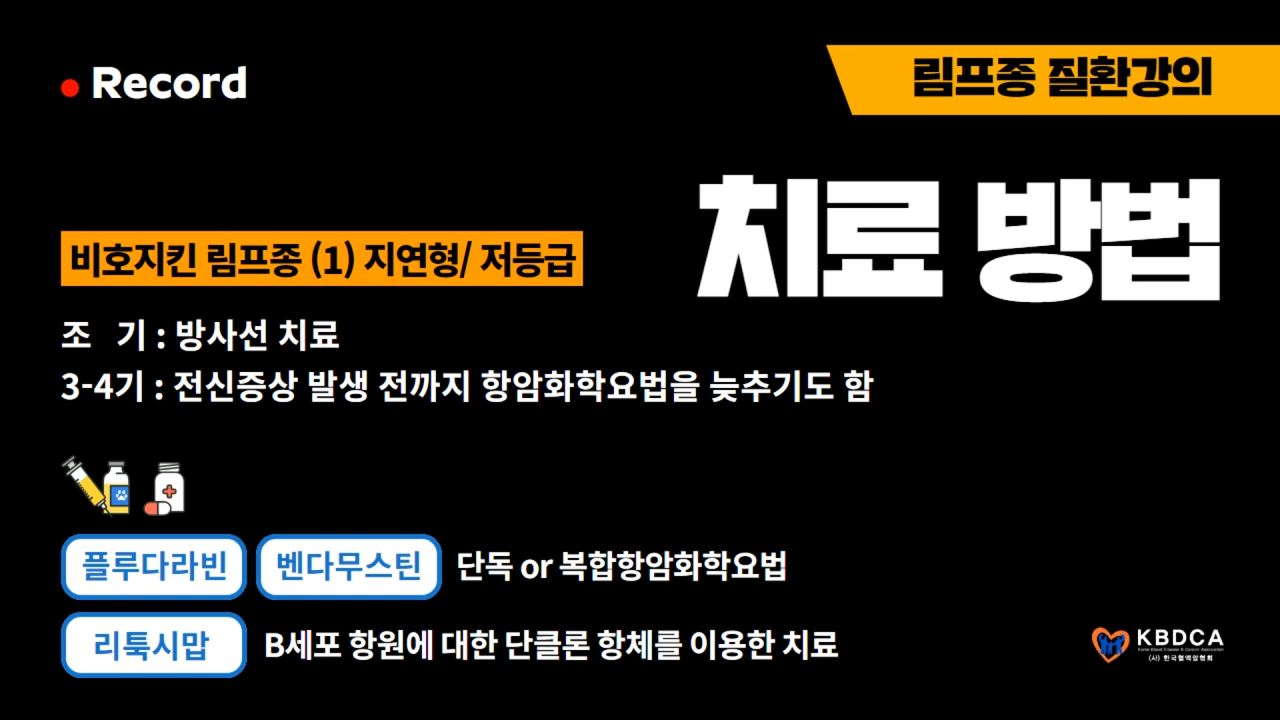 Record
림프종 질환강의
치료 방법
비호지킨 림프종 (1) 지연형/ 저등급
조 기 : 방사선 치료
3-4기 : 전신증상 발생 전까지 항암화학요법을 늦추기도 함
플루다라빈 벤다무스틴 단독 or 복합항암화학요법
리툭시맙 B세포 항원에 대한 단클론 항체를 이용한 치료
KBDCA
Korea Blood Disease & Cancer Association
(사) 한국혈액암협회